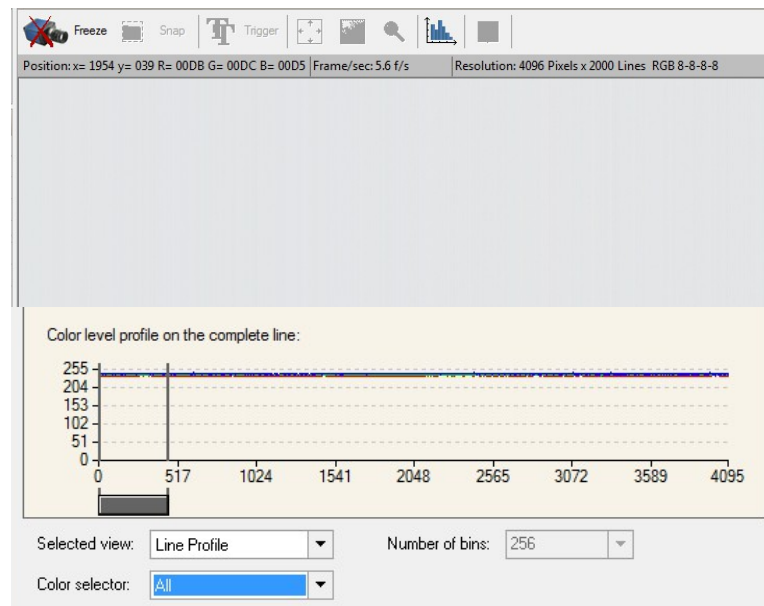 Freeze Snap Trigger
Position: x= 1954 y= 039 R= 00DB G= 00DC B= 00D5 Frame/sec: 5.6 f/s Resolution: 4096 Pixels x 2000 Lines RGB 8-8-8-8
Color level profile on the complete line:
255
204
153
102
51
0
0 517 1024 1541 2048 2565 3072 3589 4095
Selected view: Line Profile Number of bins: 256
Color selector: All